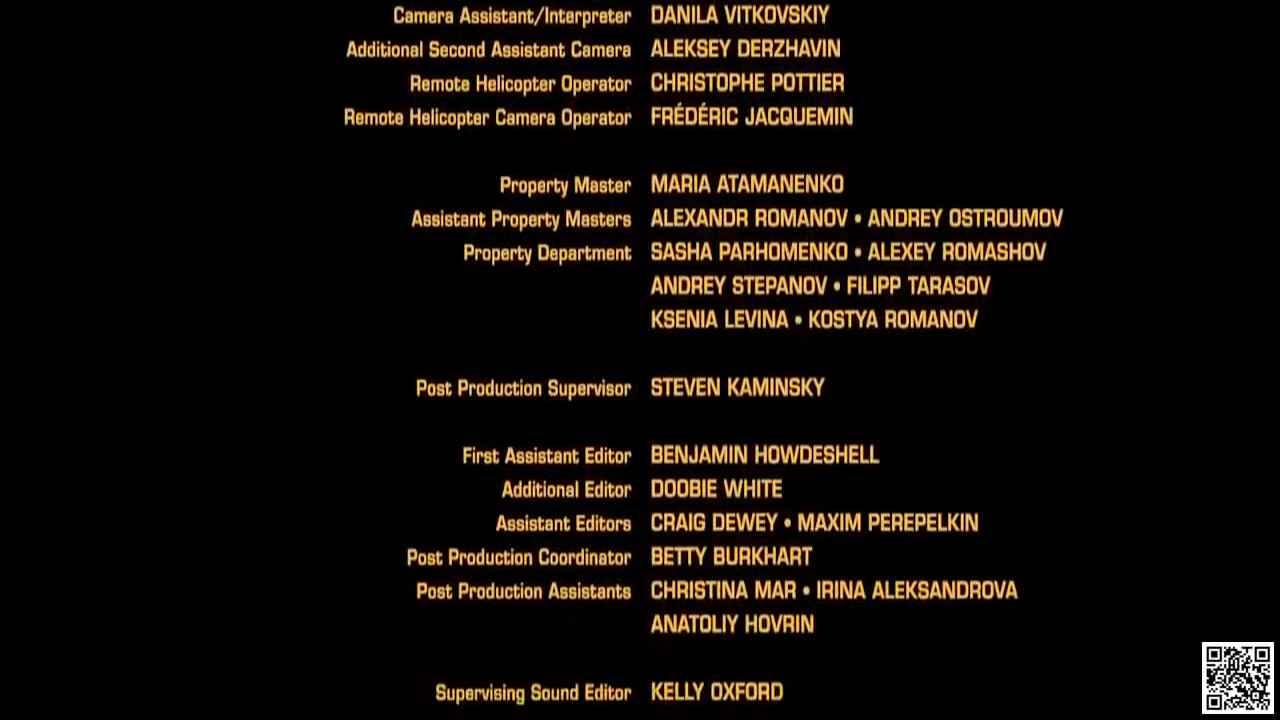 Camera Assistant/Interpreter DANILA VITKOVSKIY
Additional Second Assistant Camera ALEKSEY DERZHAVIN
Remote Helicopter Operator CHRISTOPHE POTTIER
Remote Helicopter Camera Operator FRÉDÉRIC JACQUEMIN
Property Master MARIA ATAMANENKO
Assistant Property Masters ALEXANDR ROMANOV • ANDREY OSTROUMOV
Property Department SASHA PARHOMENKO • ALEXEY ROMASHOV
ANDREY STEPANOV • FILIPP TARASOV
KSENIA LEVINA • KOSTYA ROMANOV
Post Production Supervisor STEVEN KAMINSKY
First Assistant Editor BENJAMIN HOWDESHELL
Additional Editor DOOBIE WHITE
Assistant Editors CRAIG DEWEY • MAXIM PEREPELKIN
Post Production Coordinator BETTY BURKHART
Post Production Assistants CHRISTINA MAR • IRINA ALEKSANDROVA
ANATOLIY HOVRIN
Supervising Sound Editor KELLY OXFORD